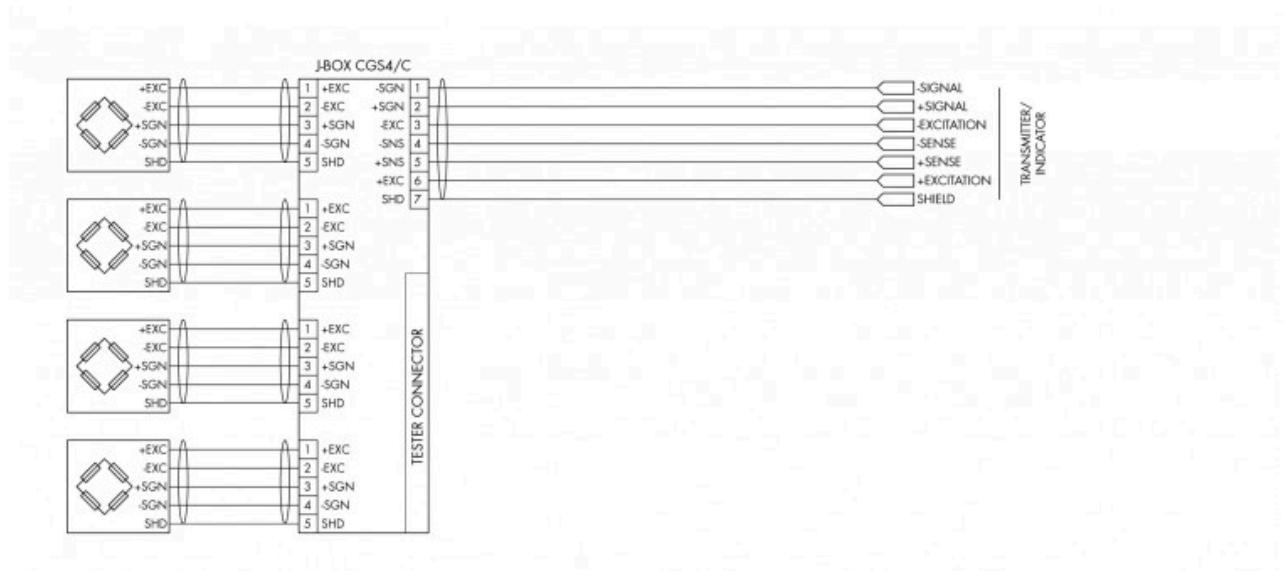 J-BOX CGS4/C
+EXC 1 +EXC -SGN 1 -SIGNAL
-EXC 2 -EXC +SGN 2 +SIGNAL
+SGN 3 +SGN -EXC 3 -EXCITATION
-SGN 4 -SGN -SNS 4 -SENSE
SHD 5 SHD +SNS 5 +SENSE
+EXC 6 +EXCITATION
SHD 7 SHIELD
TRANSMITTER/
INDICATOR
+EXC 1 +EXC
-EXC 2 -EXC
+SGN 3 +SGN
-SGN 4 -SGN
SHD 5 SHD
+EXC 1 +EXC
-EXC 2 -EXC
+SGN 3 +SGN
-SGN 4 -SGN
SHD 5 SHD
TESTER CONNECTOR
+EXC 1 +EXC
-EXC 2 -EXC
+SGN 3 +SGN
-SGN 4 -SGN
SHD 5 SHD